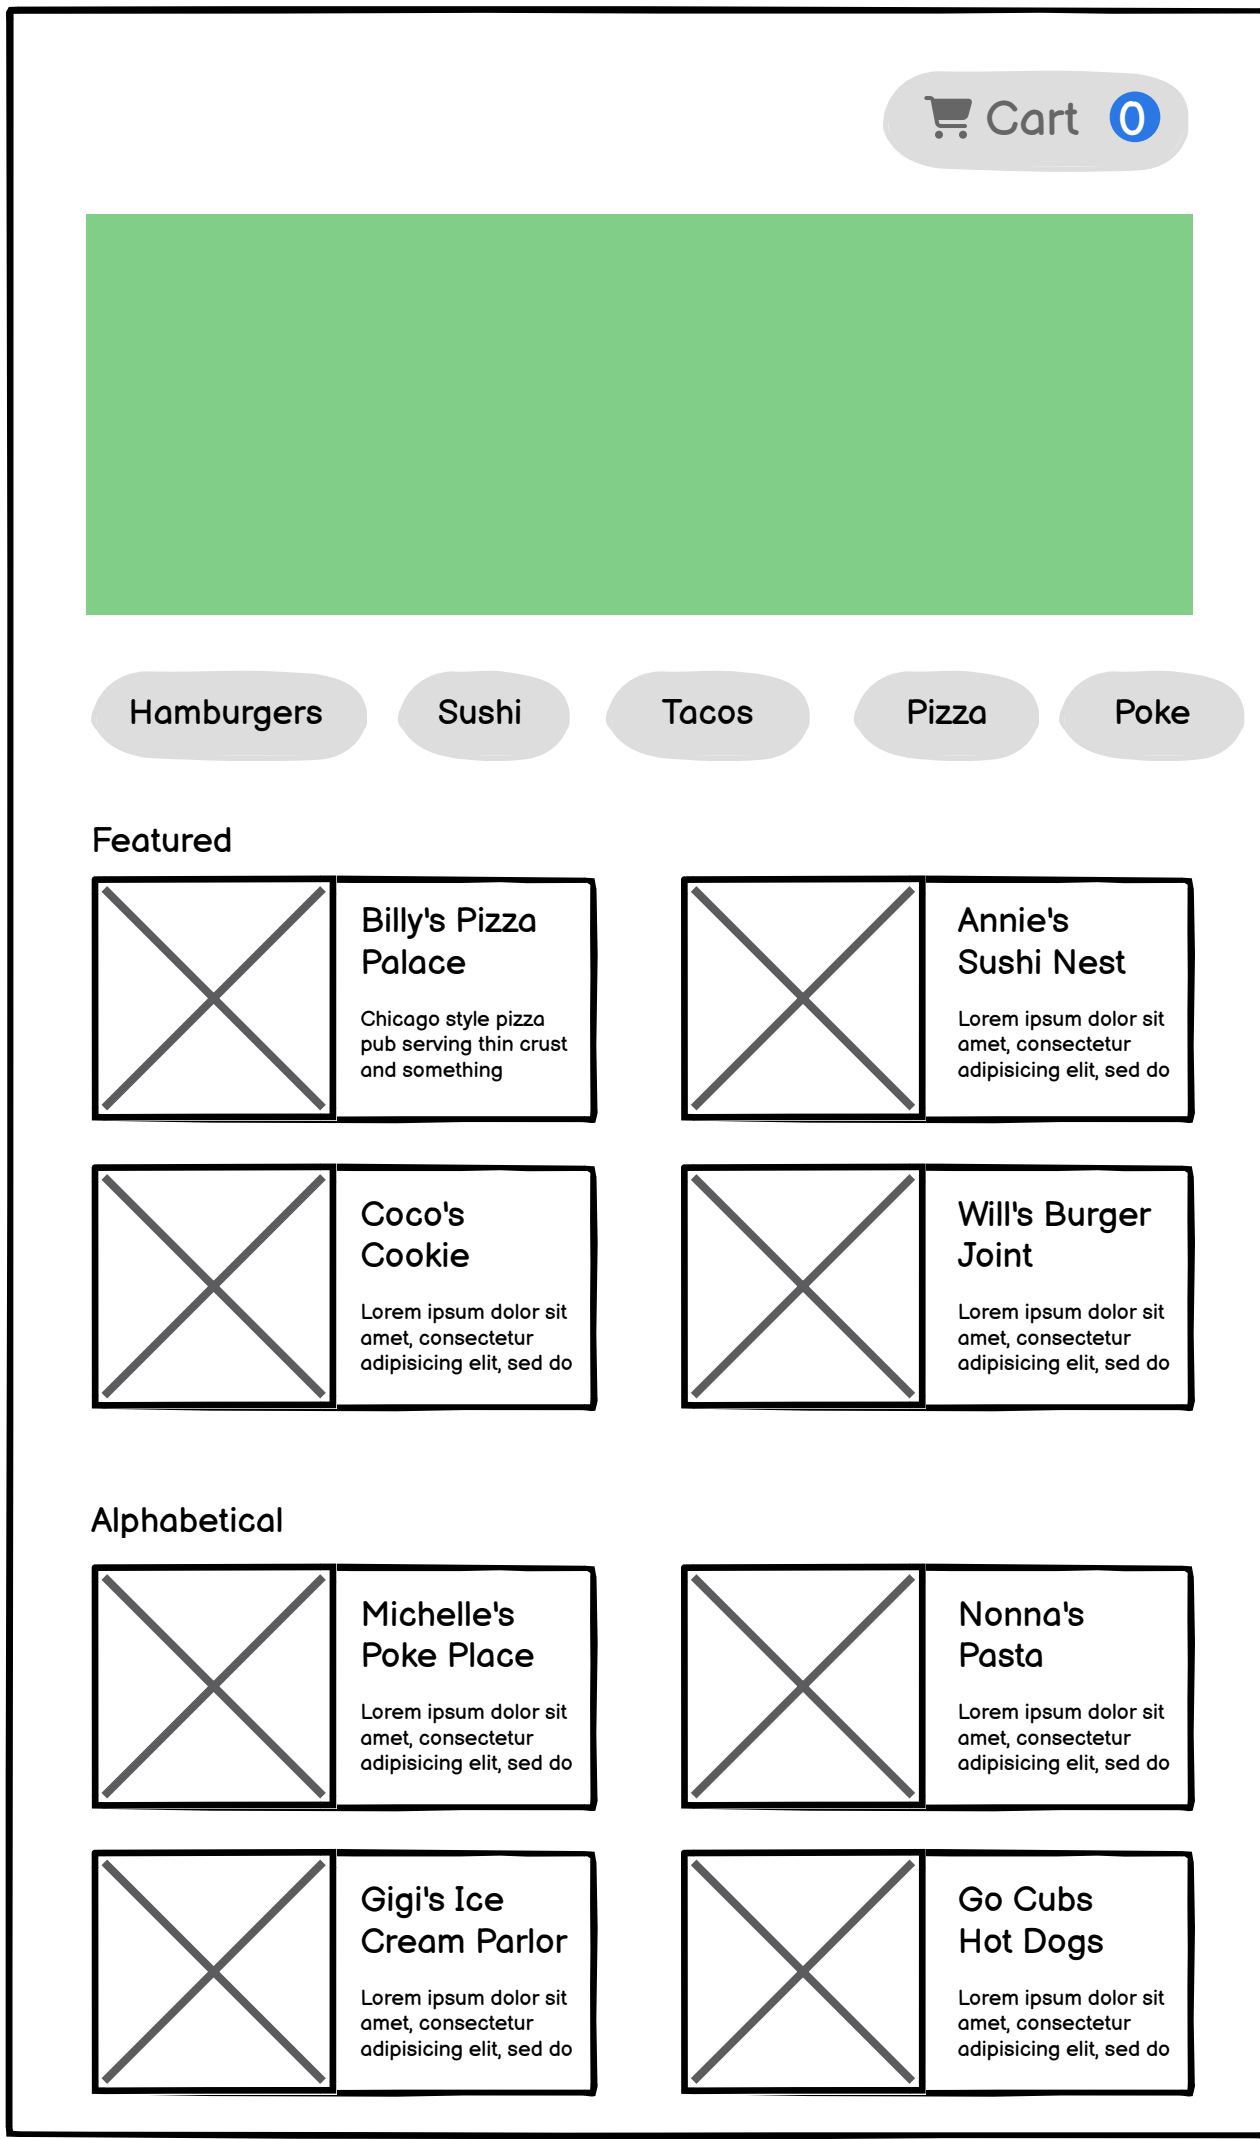 Cart 0
Hamburgers
Sushi
Tacos
Pizza
Poke
Featured
Billy's Pizza
Palace
Chicago style pizza
pub serving thin crust
and something
Annie's
Sushi Nest
Lorem ipsum dolor sit
amet, consectetur
adipisicing elit, sed do
Coco's
Cookie
Lorem ipsum dolor sit
amet, consectetur
adipisicing elit, sed do
Will's Burger
Joint
Lorem ipsum dolor sit
amet, consectetur
adipisicing elit, sed do
Alphabetical
Michelle's
Poke Place
Lorem ipsum dolor sit
amet, consectetur
adipisicing elit, sed do
Nonna's
Pasta
Lorem ipsum dolor sit
amet, consectetur
adipisicing elit, sed do
Gigi's Ice
Cream Parlor
Lorem ipsum dolor sit
amet, consectetur
adipisicing elit, sed do
Go Cubs
Hot Dogs
Lorem ipsum dolor sit
amet, consectetur
adipisicing elit, sed do